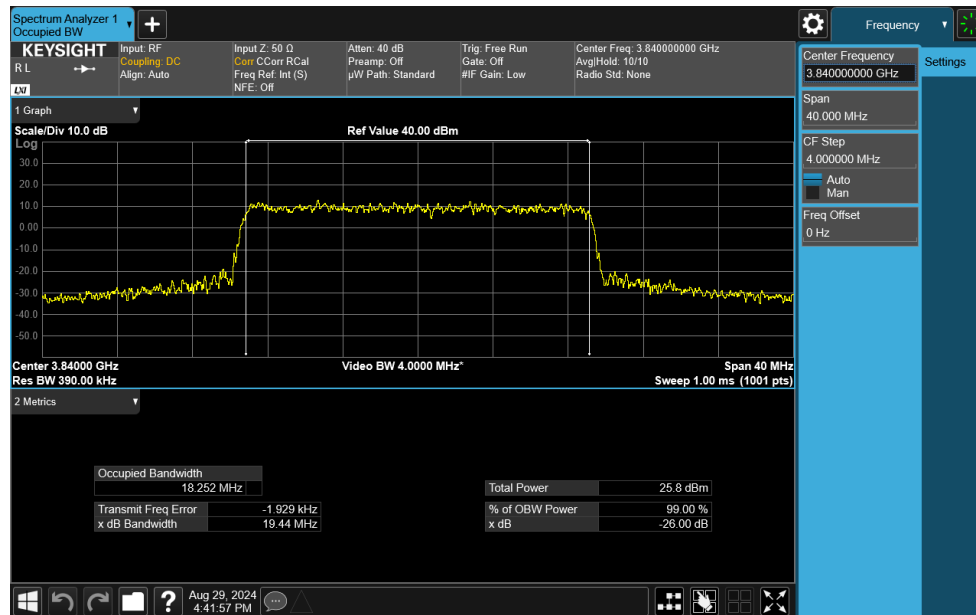 Spectrum Analyzer 1
Occupied BW
Frequency
KEYSIGHT
R L
LXI
Input: RF
Coupling: DC
Align: Auto
Input Z: 50 Ω
Corr CCorr RCal
Freq Ref: Int (S)
NFE: Off
Atten: 40 dB
Preamp: Off
µW Path: Standard
Trig: Free Run
Gate: Off
#IF Gain: Low
Center Freq: 3.840000000 GHz
Avg|Hold: 10/10
Radio Std: None
Center Frequency
3.840000000 GHz
Settings
Span
40.000 MHz
CF Step
4.000000 MHz
Auto
Man
Freq Offset
0 Hz
1 Graph
Scale/Div 10.0 dB
Ref Value 40.00 dBm
Log
30.0
20.0
10.0
0.00
-10.0
-20.0
-30.0
-40.0
-50.0
Center 3.84000 GHz
Video BW 4.0000 MHz*
Span 40 MHz
Res BW 390.00 kHz
Sweep 1.00 ms (1001 pts)
2 Metrics
Occupied Bandwidth
18.252 MHz
Total Power 25.8 dBm
Transmit Freq Error -1.929 kHz
% of OBW Power 99.00 %
x dB Bandwidth 19.44 MHz
x dB -26.00 dB
Aug 29, 2024
4:41:57 PM